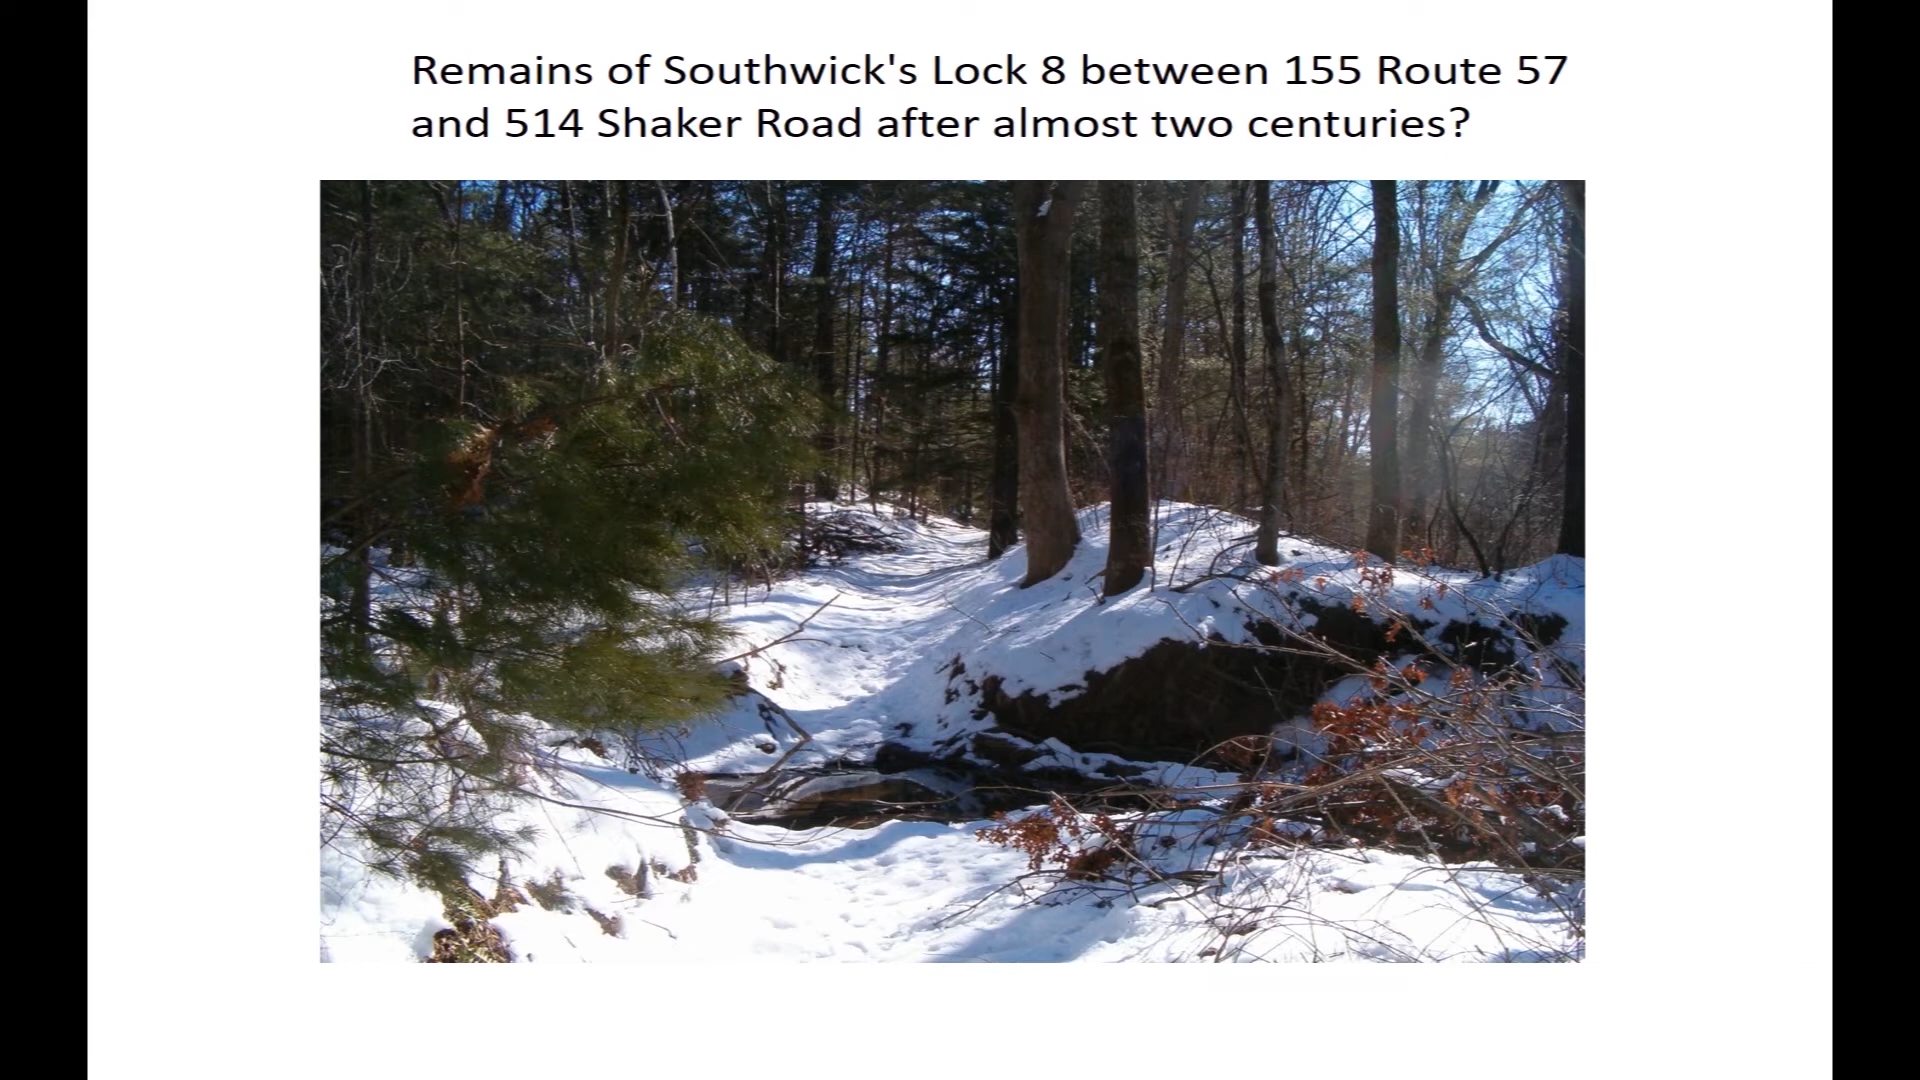 Remains of Southwick's Lock 8 between 155 Route 57
and 514 Shaker Road after almost two centuries?